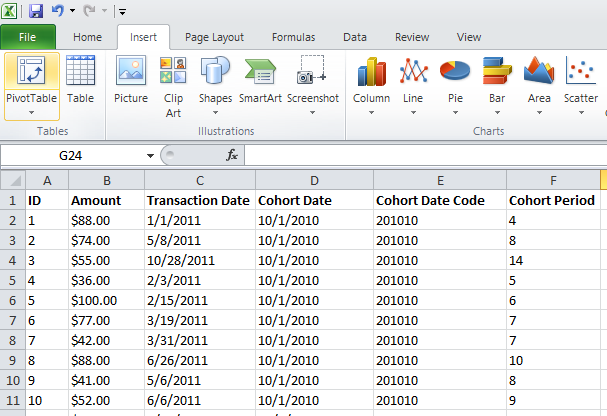 File Home Insert Page Layout Formulas Data Review View
PivotTable Table Picture Clip Art Shapes SmartArt Screenshot Column Line Pie Bar Area Scatter
Tables Illustrations Charts
G24 fx
A B C D E F
1 ID Amount Transaction Date Cohort Date Cohort Date Code Cohort Period
2 1 $88.00 1/1/2011 10/1/2010 201010 4
3 2 $74.00 5/8/2011 10/1/2010 201010 8
4 3 $55.00 10/28/2011 10/1/2010 201010 14
5 4 $36.00 2/3/2011 10/1/2010 201010 5
6 5 $100.00 2/15/2011 10/1/2010 201010 6
7 6 $77.00 3/19/2011 10/1/2010 201010 7
8 7 $42.00 3/31/2011 10/1/2010 201010 7
9 8 $88.00 6/26/2011 10/1/2010 201010 10
10 9 $41.00 5/6/2011 10/1/2010 201010 8
11 10 $52.00 6/6/2011 10/1/2010 201010 9